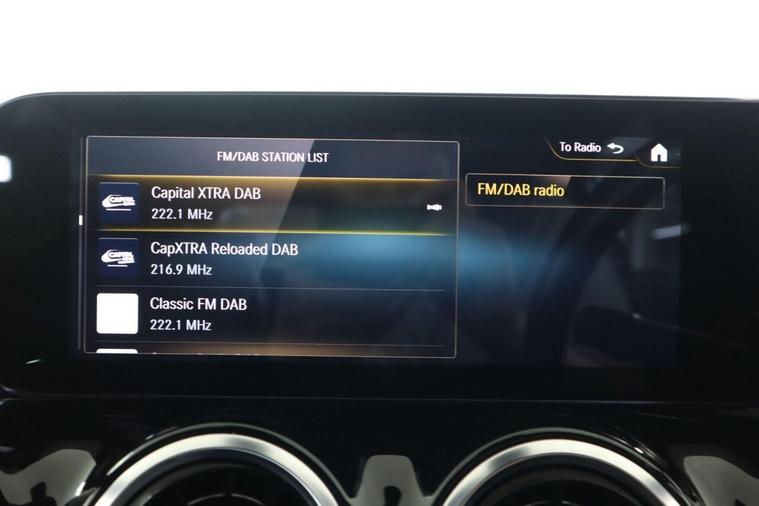 FM/DAB STATION LIST
To Radio
Capital XTRA DAB
222.1 MHz
FM/DAB radio
CapXTRA Reloaded DAB
216.9 MHz
Classic FM DAB
222.1 MHz